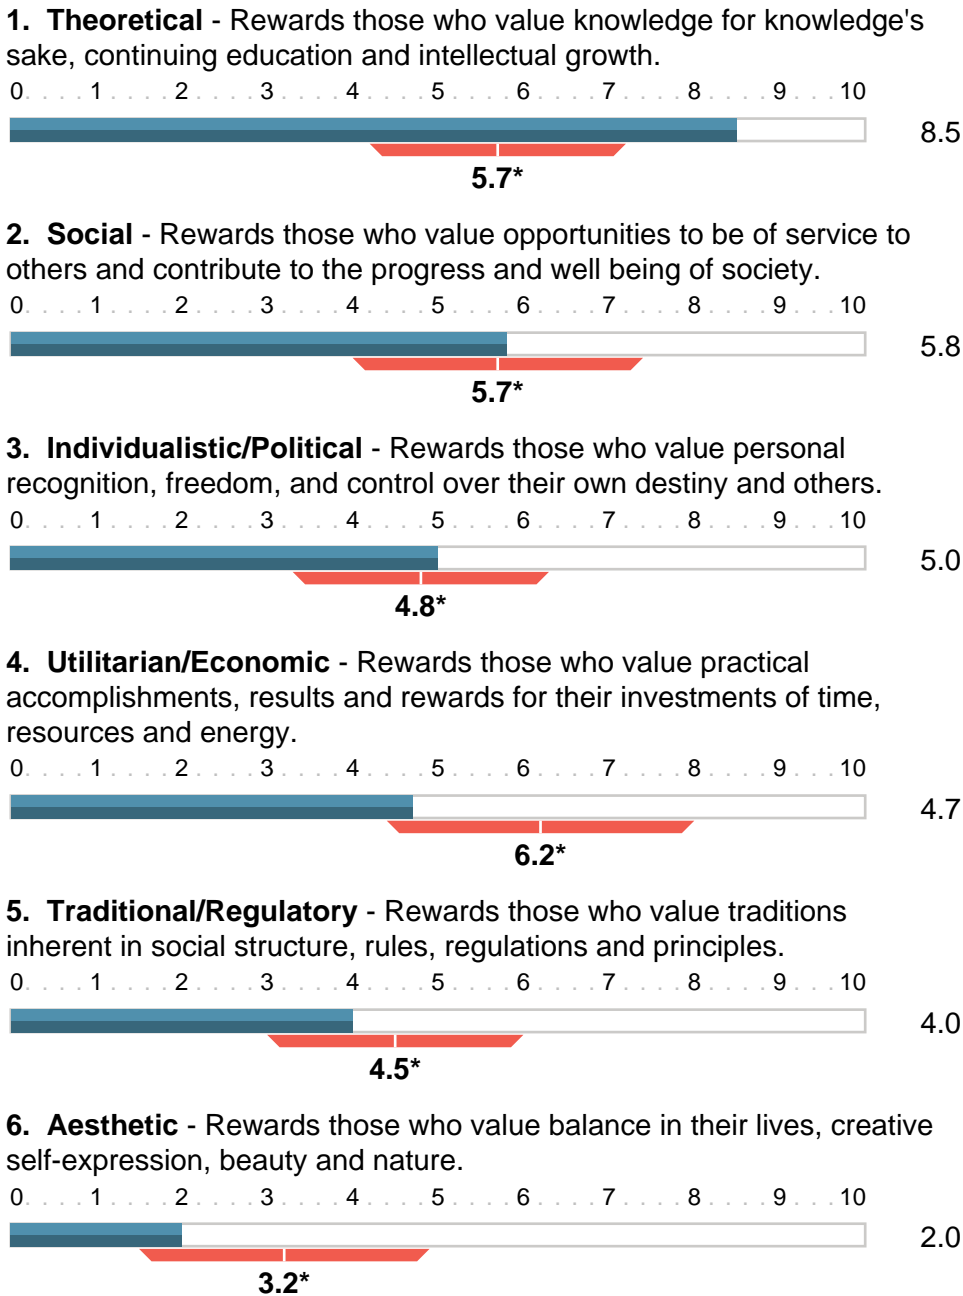 1. Theoretical - Rewards those who value knowledge for knowledge's
sake, continuing education and intellectual growth.
0. . . . 1 . . . . 2 . . . . 3 . . . . 4 . . . . 5 . . . . 6 . . . . 7 . . . . 8 . . . . 9 . . . 10
8.5
5.7*
2. Social - Rewards those who value opportunities to be of service to
others and contribute to the progress and well being of society.
0. . . . 1 . . . . 2 . . . . 3 . . . . 4 . . . . 5 . . . . 6 . . . . 7 . . . . 8 . . . . 9 . . . 10
5.8
5.7*
3. Individualistic/Political - Rewards those who value personal
recognition, freedom, and control over their own destiny and others.
0. . . . 1 . . . . 2 . . . . 3 . . . . 4 . . . . 5 . . . . 6 . . . . 7 . . . . 8 . . . . 9 . . . 10
5.0
4.8*
4. Utilitarian/Economic - Rewards those who value practical
accomplishments, results and rewards for their investments of time,
resources and energy.
0. . . . 1 . . . . 2 . . . . 3 . . . . 4 . . . . 5 . . . . 6 . . . . 7 . . . . 8 . . . . 9 . . . 10
4.7
6.2*
5. Traditional/Regulatory - Rewards those who value traditions
inherent in social structure, rules, regulations and principles.
0. . . . 1 . . . . 2 . . . . 3 . . . . 4 . . . . 5 . . . . 6 . . . . 7 . . . . 8 . . . . 9 . . . 10
4.0
4.5*
6. Aesthetic - Rewards those who value balance in their lives, creative
self-expression, beauty and nature.
0. . . . 1 . . . . 2 . . . . 3 . . . . 4 . . . . 5 . . . . 6 . . . . 7 . . . . 8 . . . . 9 . . . 10
2.0
3.2*